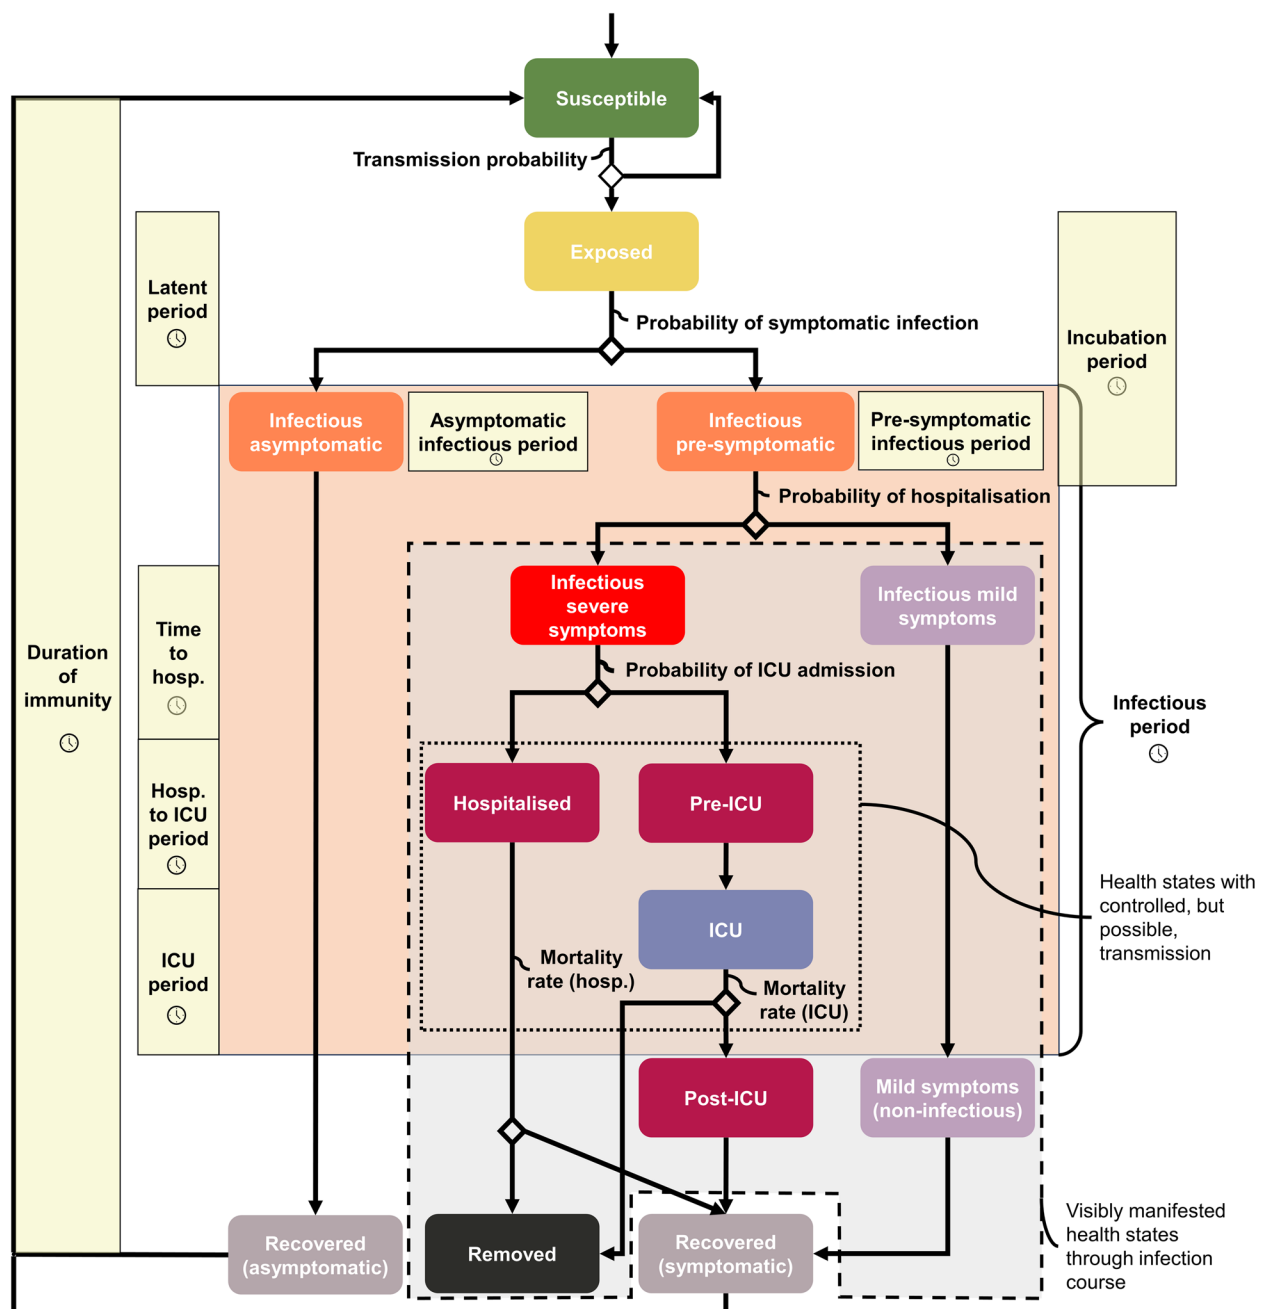 Susceptible
Transmission probability
Exposed
Latent
period
Probability of symptomatic infection
Incubation
period
Infectious
asymptomatic
Asymptomatic
infectious period
Infectious
pre-symptomatic
Pre-symptomatic
infectious period
Probability of hospitalisation
Infectious
severe
symptoms
Infectious mild
symptoms
Time
to
hosp.
Duration
of
immunity
Probability of ICU admission
Infectious
period
Hosp.
to ICU
period
Hospitalised
Pre-ICU
Health states with
controlled, but
possible,
transmission
ICU
ICU
period
Mortality
rate (hosp.)
Mortality
rate (ICU)
Post-ICU
Mild symptoms
(non-infectious)
Recovered
(asymptomatic)
Removed
Recovered
(symptomatic)
Visibly manifested
health states
through infection
course